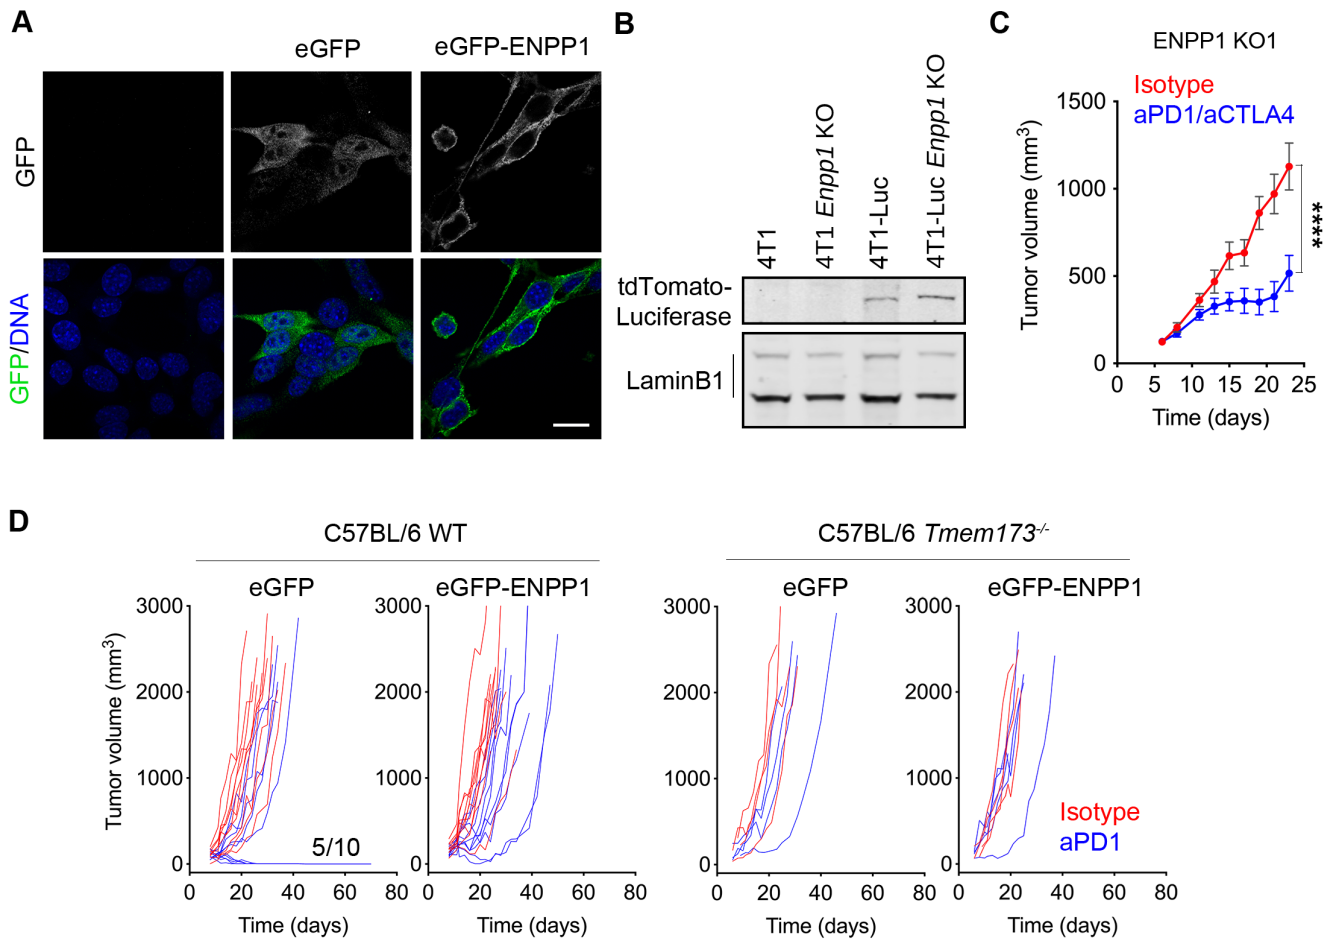 A
eGFP
eGFP-ENPP1
GFP
GFP/DNA
B
4T1
4T1 Enpp1 KO
4T1-Luc
4T1-Luc Enpp1 KO
tdTomato-
Luciferase
LaminB1
C
ENPP1 KO1
Isotype
aPD1/aCTLA4
Tumor volume (mm³)
1500
1000
500
0
0 5 10 15 20 25
Time (days)
****
D
C57BL/6 WT
C57BL/6 Tmem173-/-
eGFP
eGFP-ENPP1
eGFP
eGFP-ENPP1
Tumor volume (mm³)
3000
2000
1000
0
5/10
0 20 40 60 80
Time (days)
3000
2000
1000
0
0 20 40 60 80
Time (days)
3000
2000
1000
0
0 20 40 60 80
Time (days)
3000
2000
1000
0
Isotype
aPD1
0 20 40 60 80
Time (days)